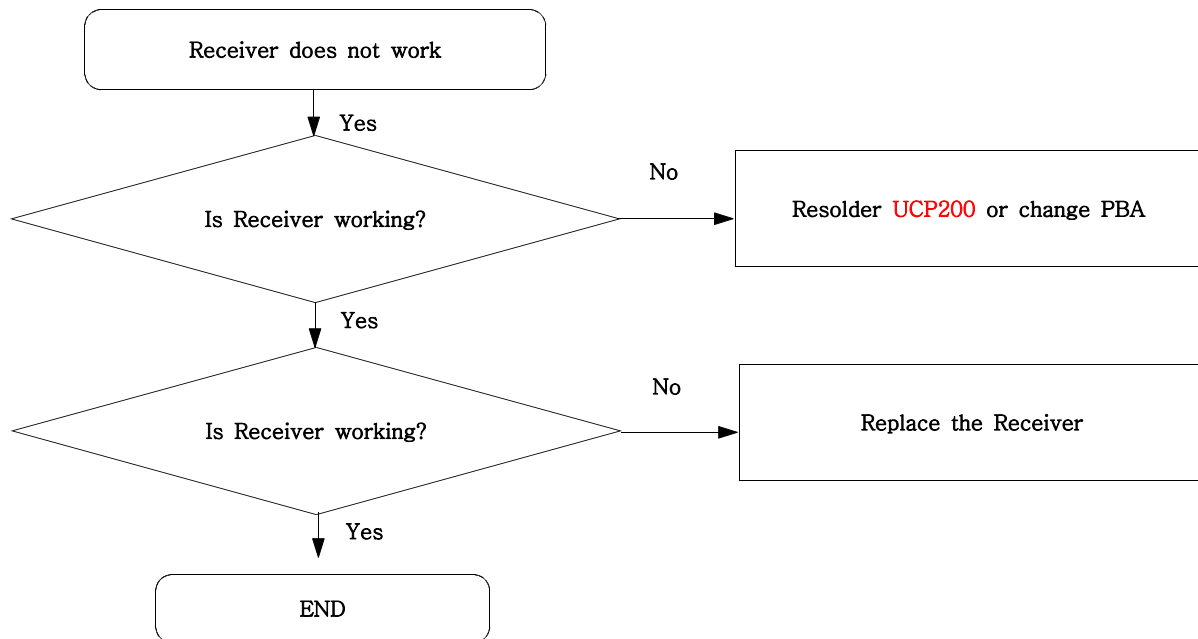 Receiver does not work
Yes
Is Receiver working?
No
Resolder UCP200 or change PBA
Yes
Is Receiver working?
No
Replace the Receiver
Yes
END